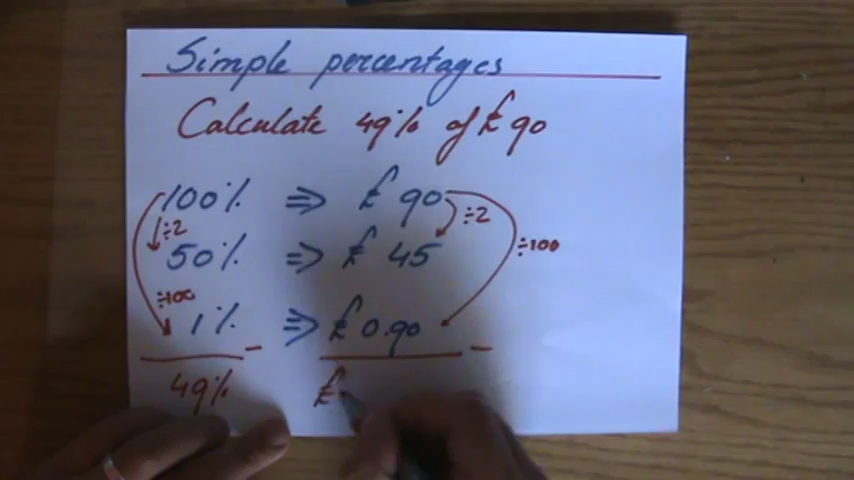 Simple percentages
Calculate 49% of £90
100% ⇒ £ 90
÷2 ÷2
50% ⇒ £ 45
÷100 ÷100
1% ⇒ £ 0.90
49% £